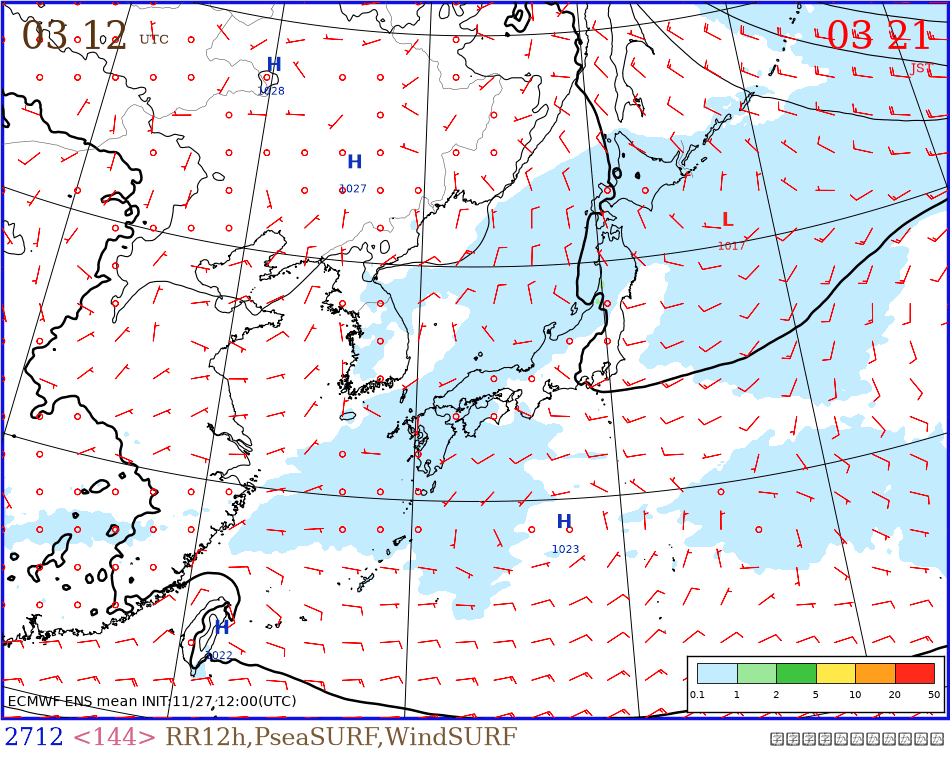 03 12 UTC
03 21 JST
H
1028
H
1027
L
1017
H
1023
H
1022
ECMWF ENS mean INIT:11/27 12:00(UTC)
0.1 1 2 5 10 20 50
2712 <144> RR12h,PseaSURF,WindSURF